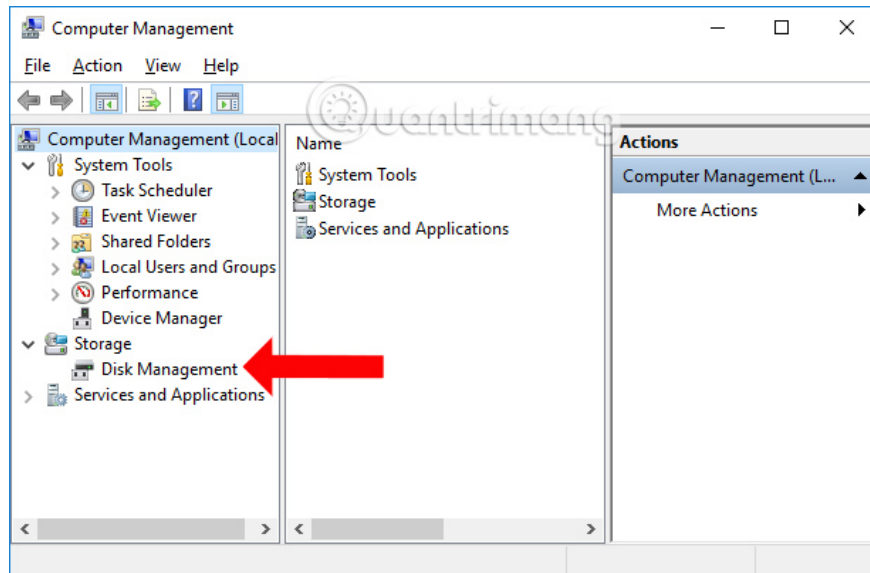 Computer Management
File Action View Help
Quantrimang
Computer Management (Local
System Tools
Task Scheduler
Event Viewer
Shared Folders
Local Users and Groups
Performance
Device Manager
Storage
Disk Management
Services and Applications
Name
System Tools
Storage
Services and Applications
Actions
Computer Management (L...
More Actions